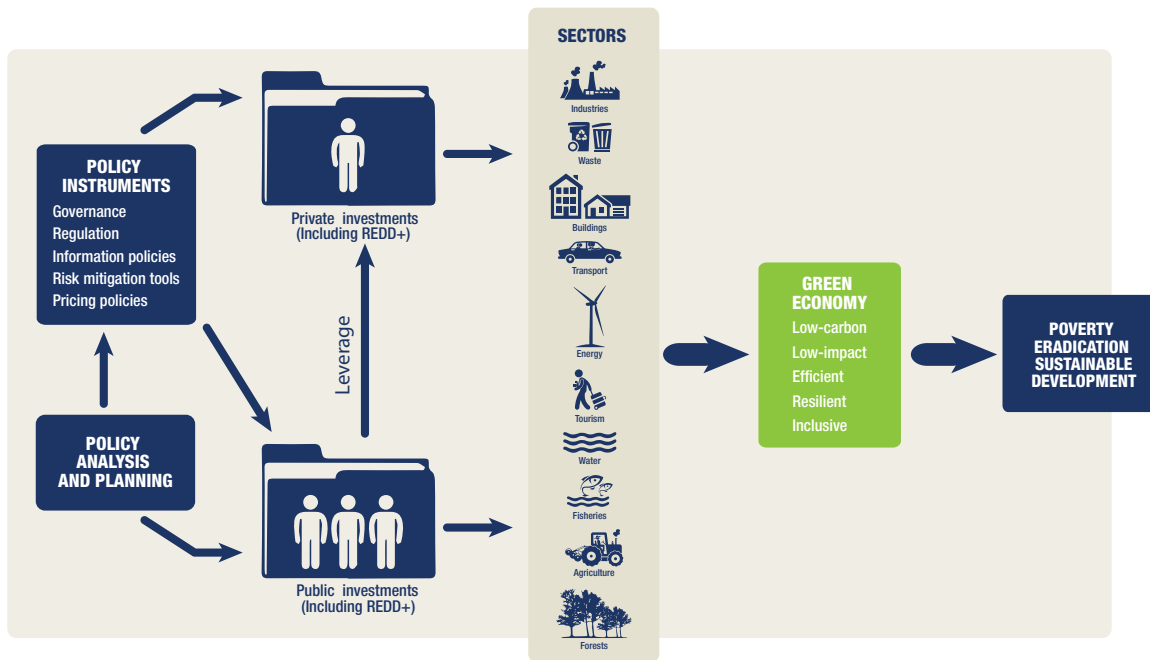 POLICY
INSTRUMENTS
Governance
Regulation
Information policies
Risk mitigation tools
Pricing policies
POLICY
ANALYSIS
AND PLANNING
Private investments
(Including REDD+)
Leverage
Public investments
(Including REDD+)
SECTORS
Industries
Waste
Buildings
Transport
Energy
Tourism
Water
Fisheries
Agriculture
Forests
GREEN
ECONOMY
Low-carbon
Low-impact
Efficient
Resilient
Inclusive
POVERTY
ERADICATION
SUSTAINABLE
DEVELOPMENT